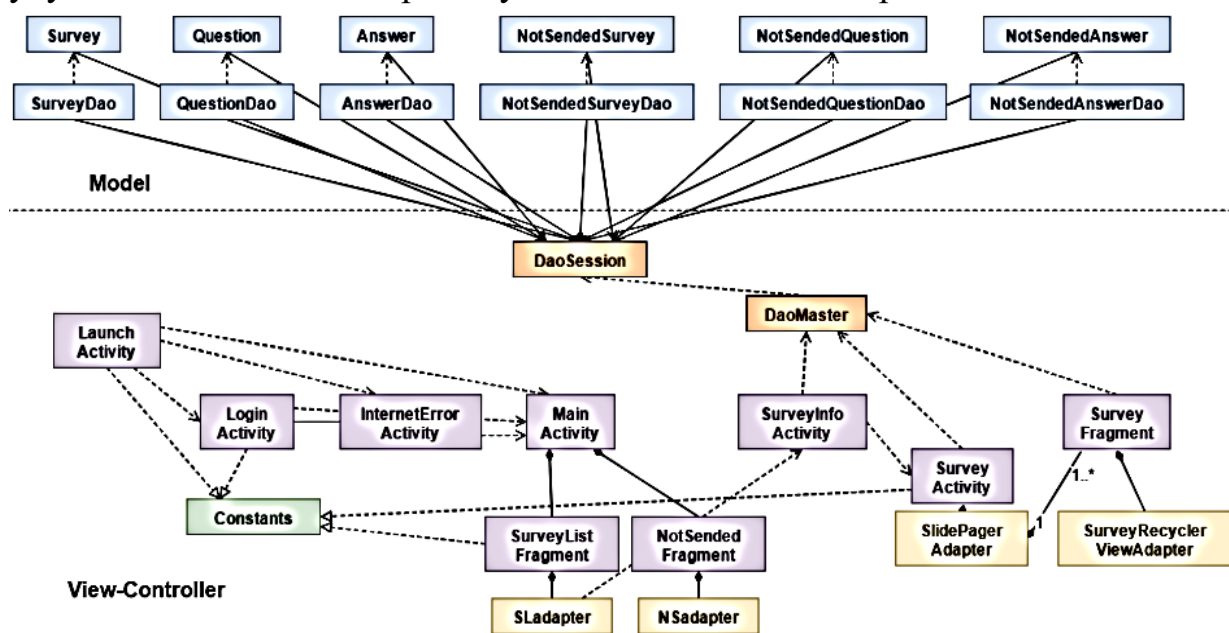 Survey
Question
Answer
NotSendedSurvey
NotSendedQuestion
NotSendedAnswer
SurveyDao
QuestionDao
AnswerDao
NotSendedSurveyDao
NotSendedQuestionDao
NotSendedAnswerDao
Model
DaoSession
DaoMaster
Launch
Activity
Login
Activity
InternetError
Activity
Main
Activity
SurveyInfo
Activity
Survey
Fragment
Survey
Activity
1..*
Constants
SurveyList
Fragment
NotSended
Fragment
SlidePager
Adapter
1
SurveyRecycler
ViewAdapter
View-Controller
SLadapter
NSadapter